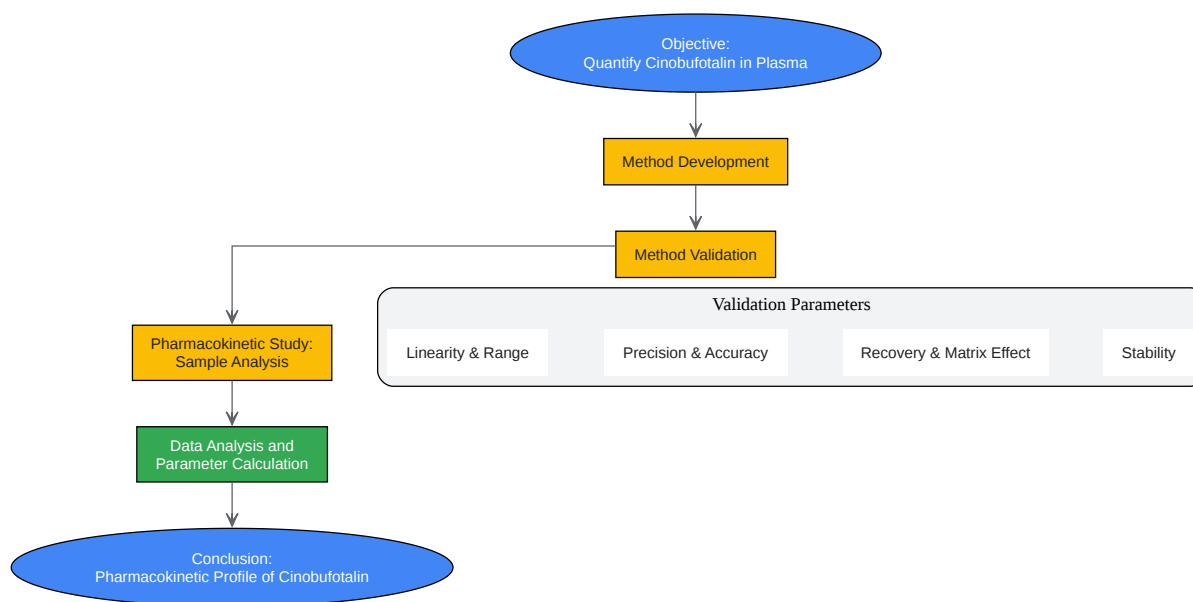 Objective:
Quantify Cinobufotalin in Plasma
Method Development
Method Validation
Validation Parameters
Linearity & Range
Precision & Accuracy
Recovery & Matrix Effect
Stability
Pharmacokinetic Study:
Sample Analysis
Data Analysis and
Parameter Calculation
Conclusion:
Pharmacokinetic Profile of Cinobufotalin